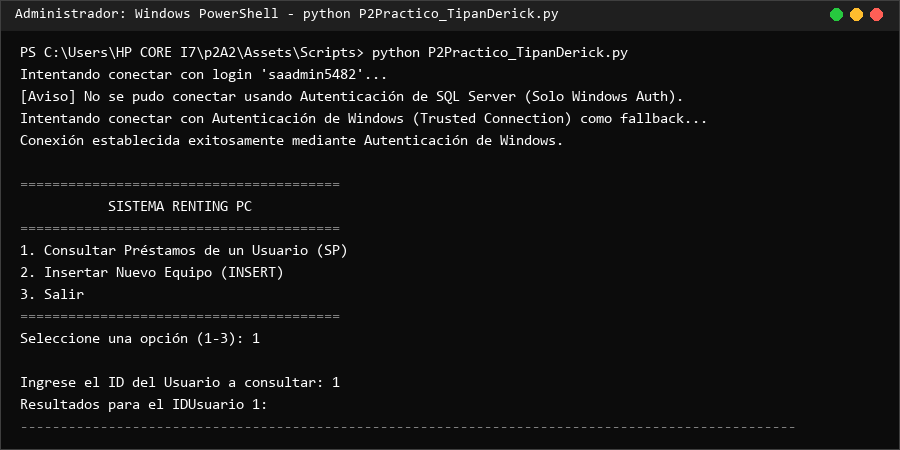 Administrador: Windows PowerShell - python P2Practico_TipanDerick.py
PS C:\Users\HP CORE I7\p2A2\Assets\Scripts> python P2Practico_TipanDerick.py
Intentando conectar con login 'saadmin5482'...
[Aviso] No se pudo conectar usando Autenticación de SQL Server (Solo Windows Auth).
Intentando conectar con Autenticación de Windows (Trusted Connection) como fallback...
Conexión establecida exitosamente mediante Autenticación de Windows.
========================================
SISTEMA RENTING PC
========================================
1. Consultar Préstamos de un Usuario (SP)
2. Insertar Nuevo Equipo (INSERT)
3. Salir
========================================
Seleccione una opción (1-3): 1
Ingrese el ID del Usuario a consultar: 1
Resultados para el IDUsuario 1:
-------------------------------------------------------------------------------------------------